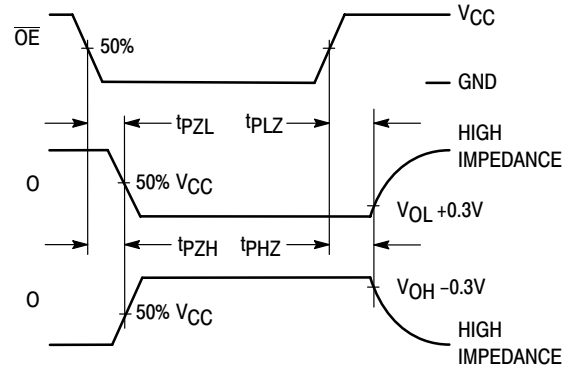 OE
50%
VCC
GND
tPZL
tPLZ
HIGH
IMPEDANCE
O
50% VCC
VOL +0.3V
tPZH
tPHZ
O
50% VCC
VOH −0.3V
HIGH
IMPEDANCE